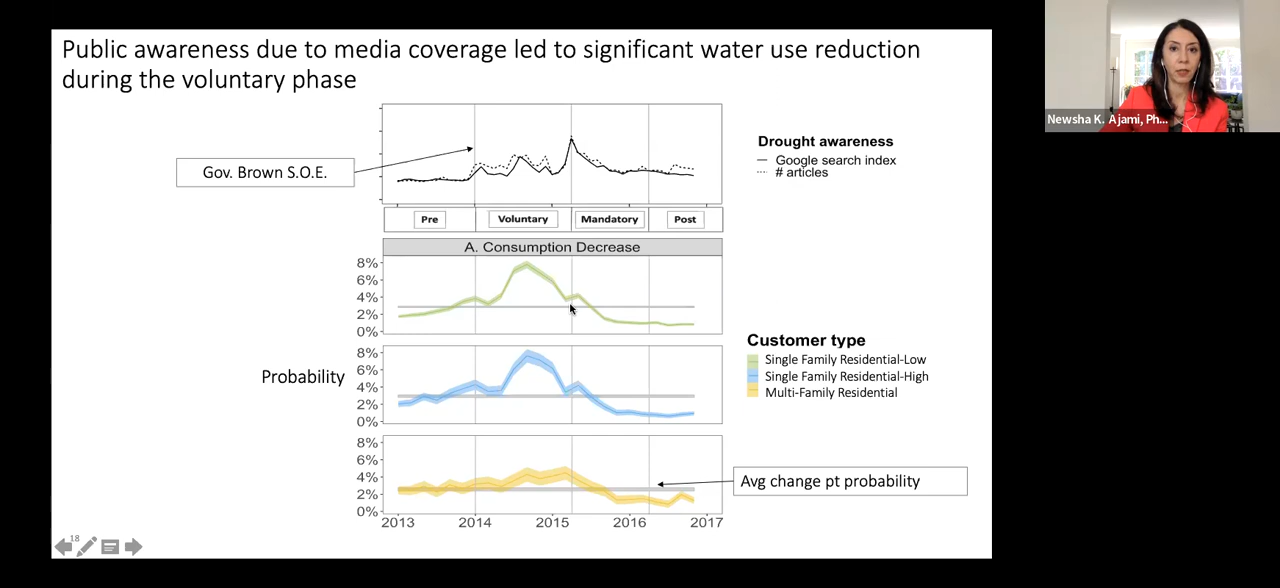 Public awareness due to media coverage led to significant water use reduction
during the voluntary phase
Newsha K. Ajami, Ph...
Gov. Brown S.O.E.
Drought awareness
Google search index
# articles
Pre Voluntary Mandatory Post
A. Consumption Decrease
8%
6%
4%
2%
0%
8%
6%
4%
2%
0%
Probability
Customer type
Single Family Residential-Low
Single Family Residential-High
Multi-Family Residential
8%
6%
4%
2%
0%
Avg change pt probability
2013 2014 2015 2016 2017
18